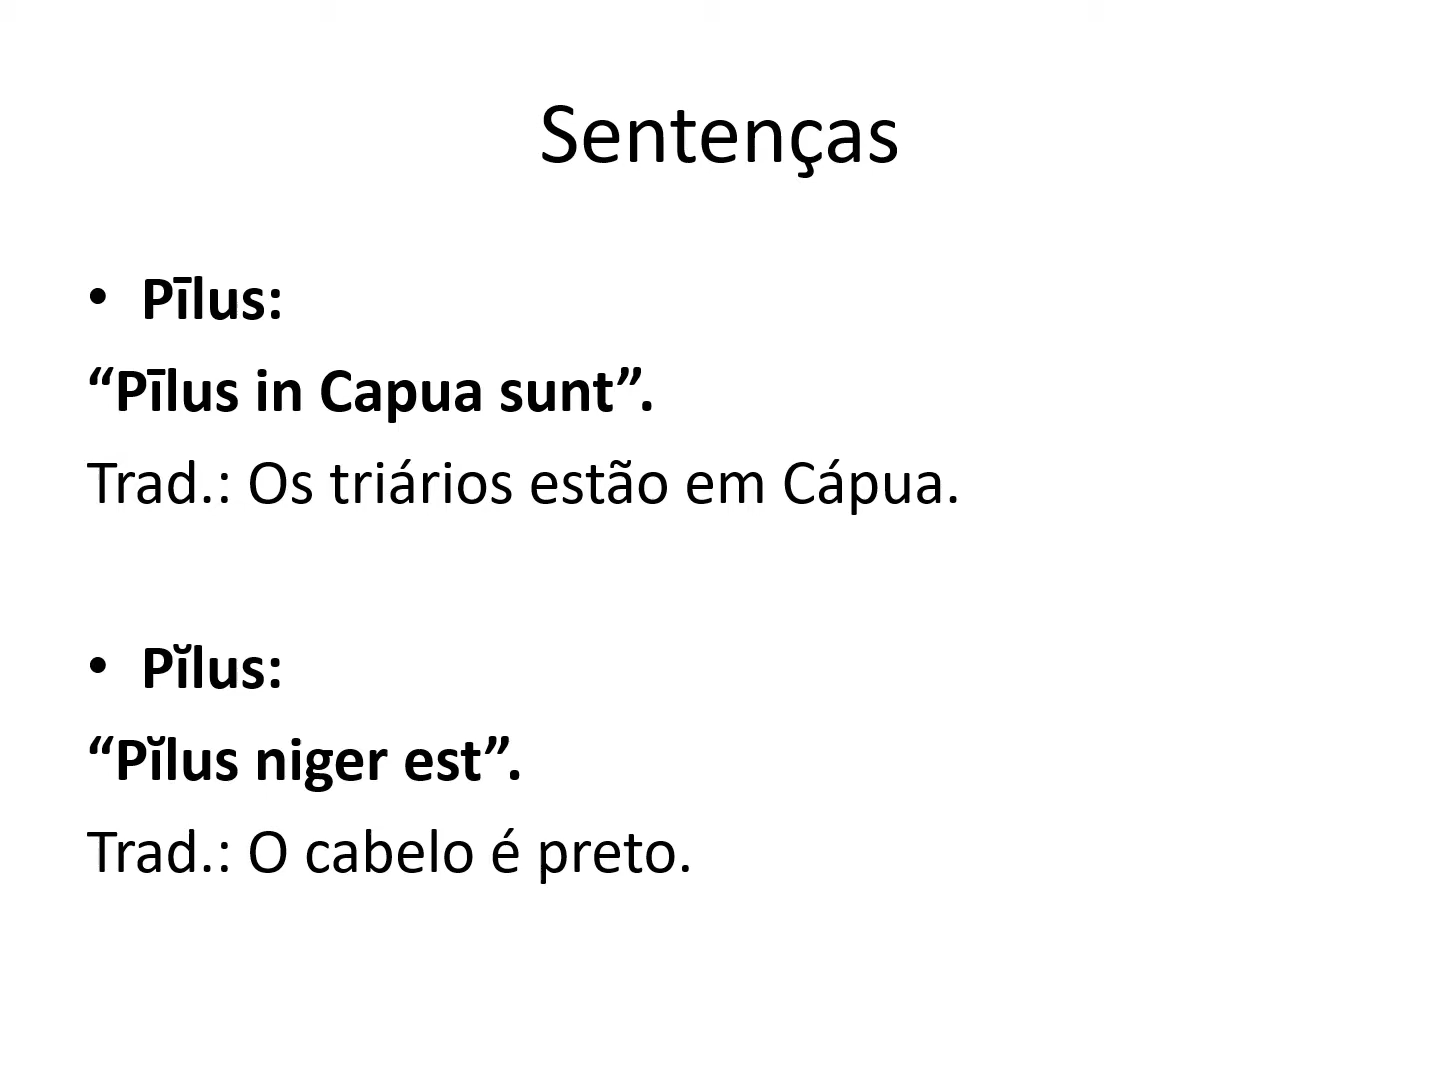 Sentenças
• Pīlus:
“Pīlus in Capua sunt”.
Trad.: Os triários estão em Cápua.
• Pĭlus:
“Pĭlus niger est”.
Trad.: O cabelo é preto.